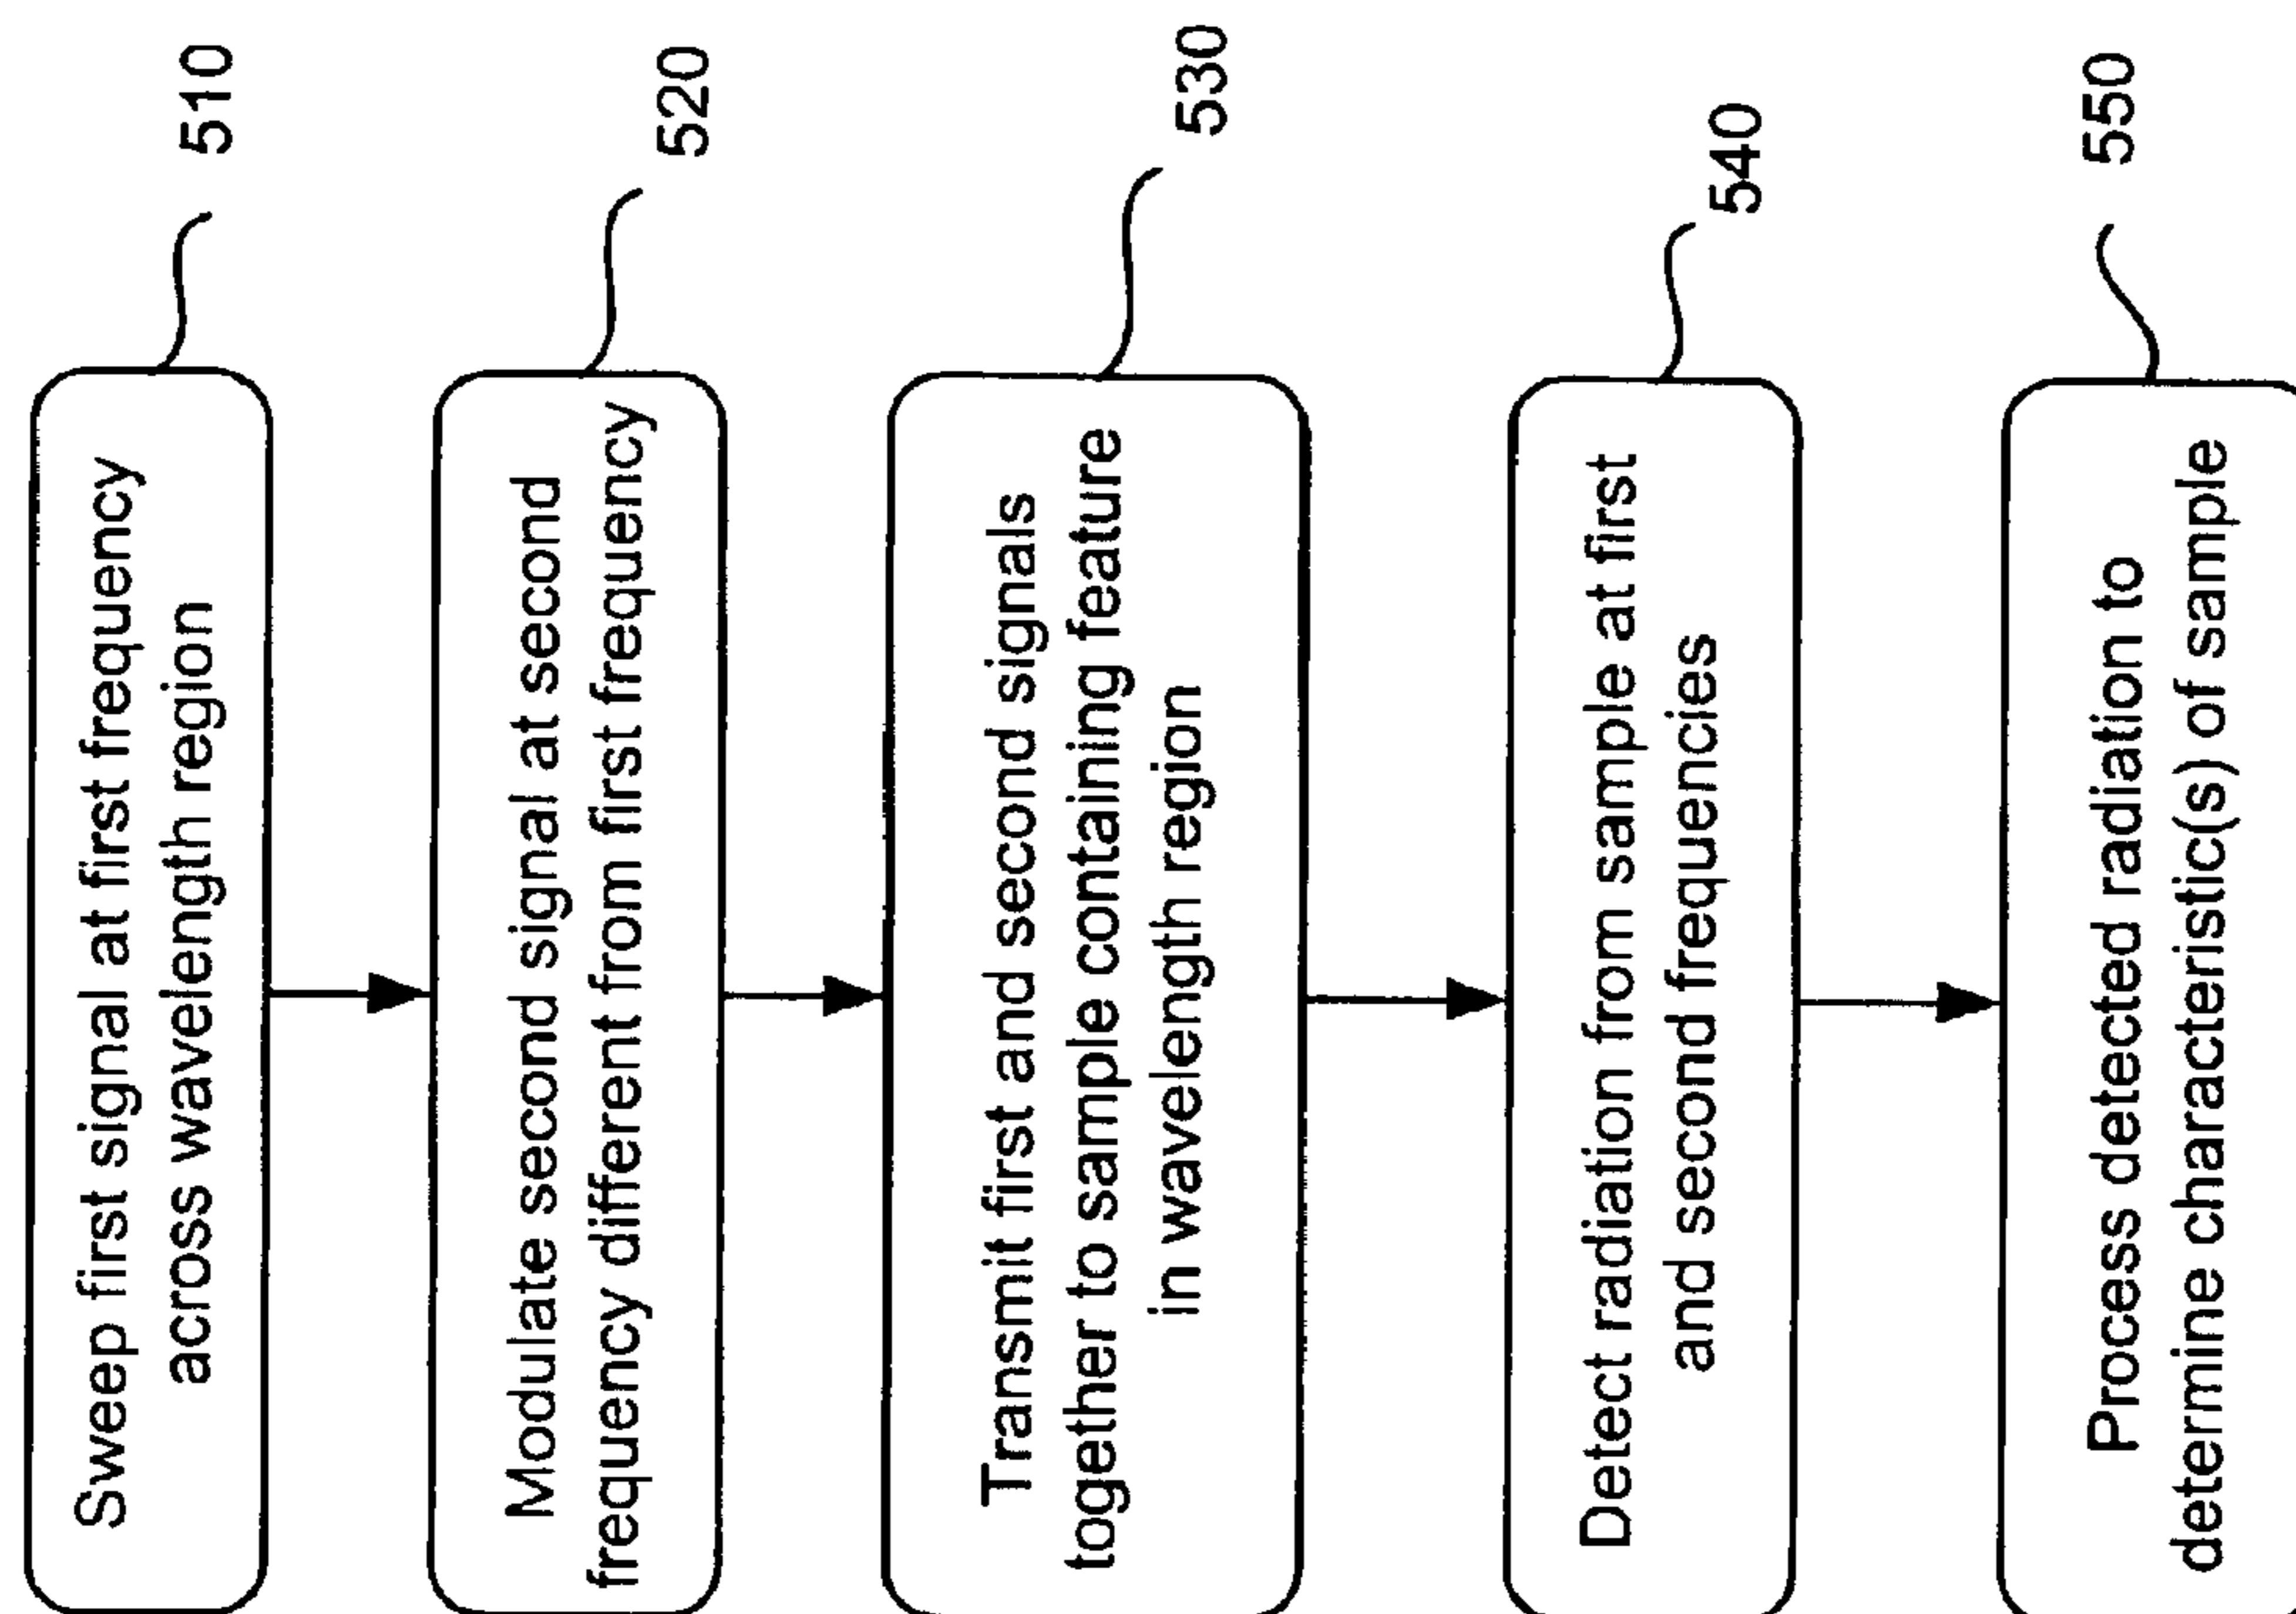 Sweep first signal at first frequency
across wavelength region
510
Modulate second signal at second
frequency different from first frequency
520
Transmit first and second signals
together to sample containing feature
in wavelength region
530
Detect radiation from sample at first
and second frequencies
540
Process detected radiation to
determine characteristic(s) of sample
550